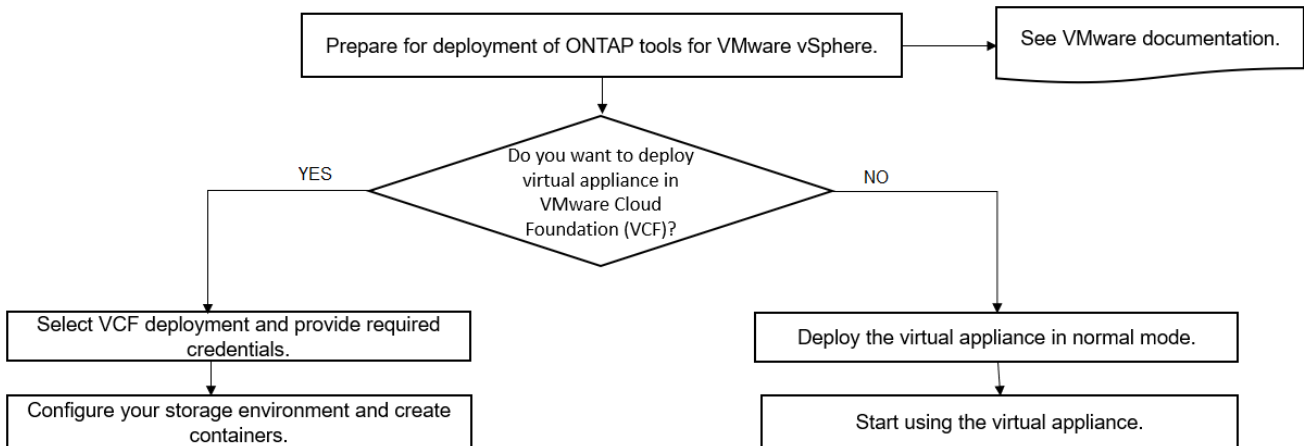 Prepare for deployment of ONTAP tools for VMware vSphere.
See VMware documentation.
Do you want to deploy
virtual appliance in
VMware Cloud
Foundation (VCF)?
YES
NO
Select VCF deployment and provide required
credentials.
Deploy the virtual appliance in normal mode.
Configure your storage environment and create
containers.
Start using the virtual appliance.